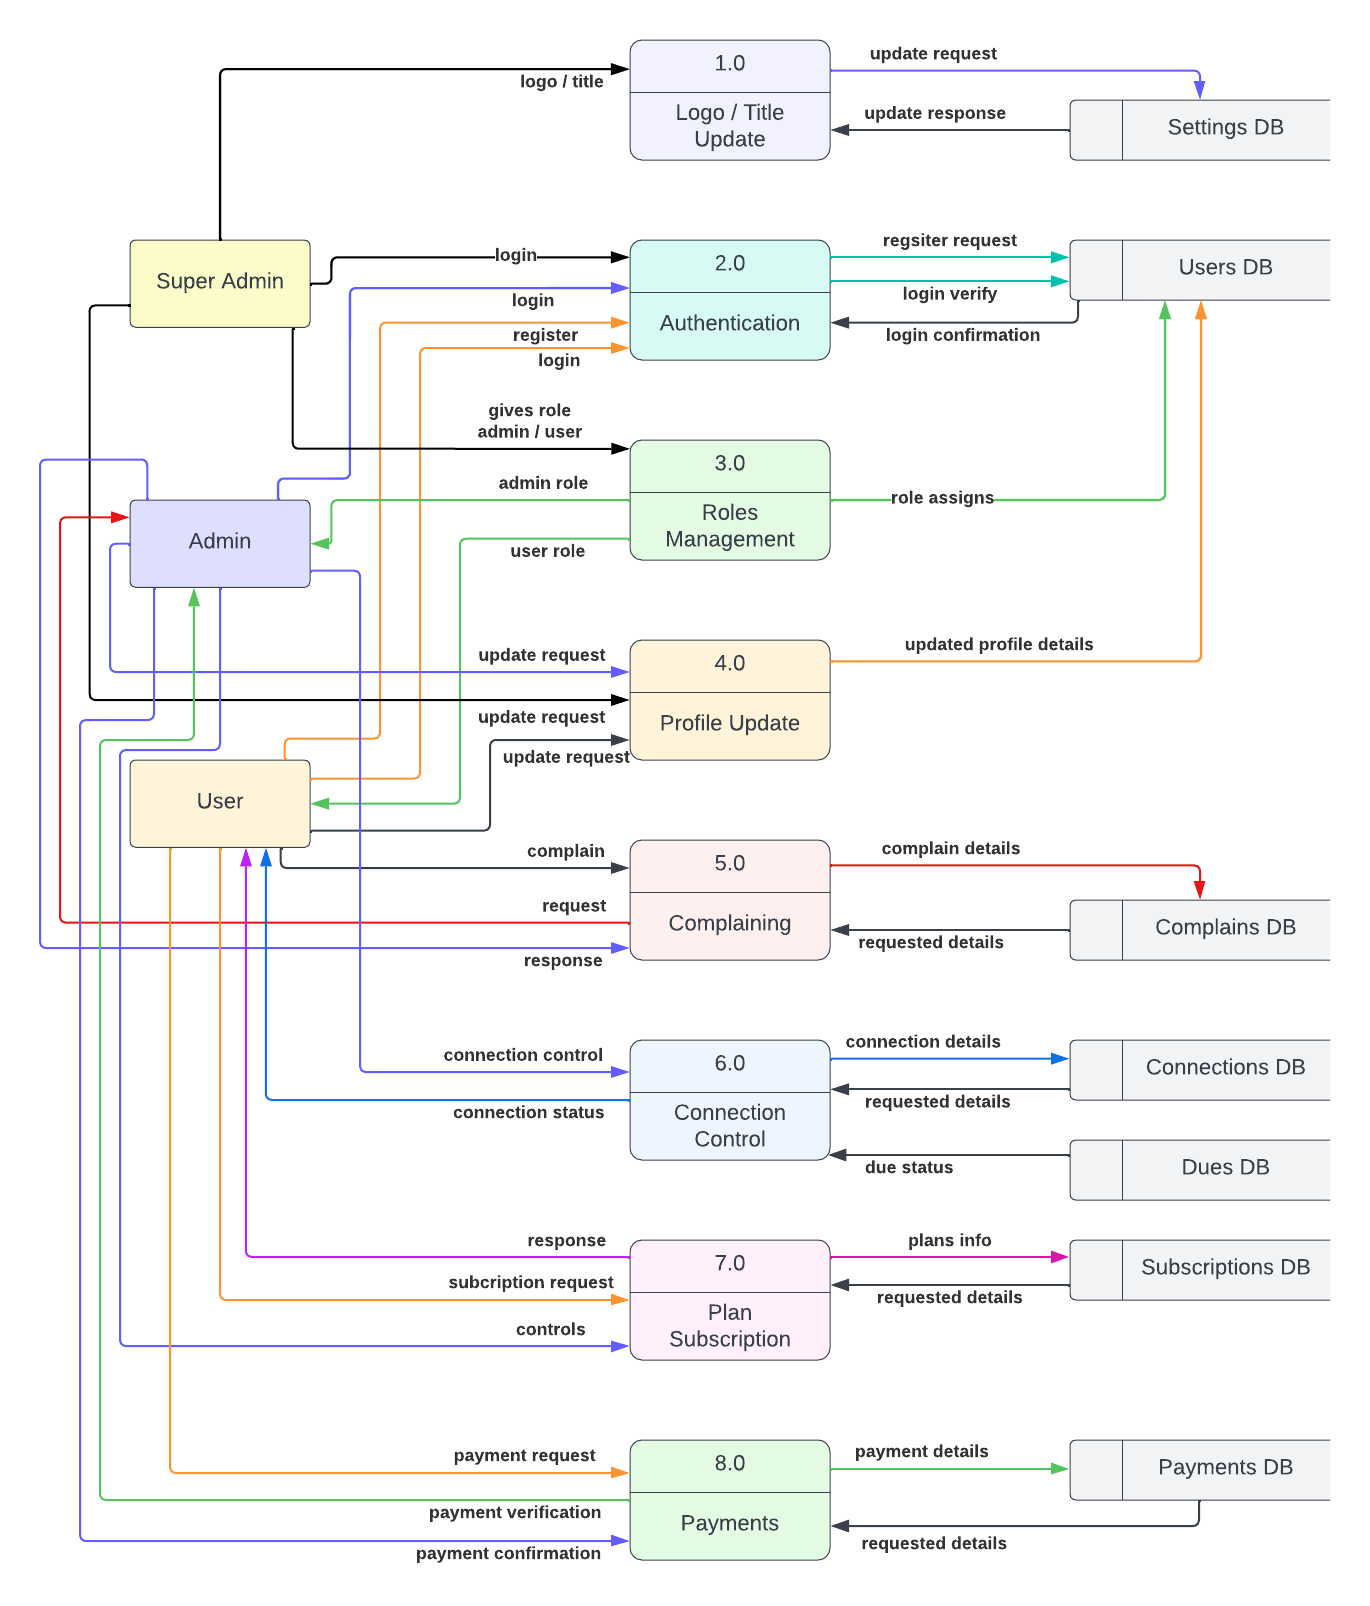 1.0
Logo / Title
Update
logo / title
update request
update response
Settings DB
Super Admin
login
login
register
login
2.0
Authentication
regsiter request
login verify
login confirmation
Users DB
gives role
admin / user
admin role
user role
3.0
Roles
Management
role assigns
Admin
update request
update request
update request
4.0
Profile Update
updated profile details
User
complain
request
response
5.0
Complaining
complain details
requested details
Complains DB
connection control
connection status
6.0
Connection
Control
connection details
requested details
due status
Connections DB
Dues DB
response
subcription request
controls
7.0
Plan
Subscription
plans info
requested details
Subscriptions DB
payment request
payment verification
payment confirmation
8.0
Payments
payment details
requested details
Payments DB